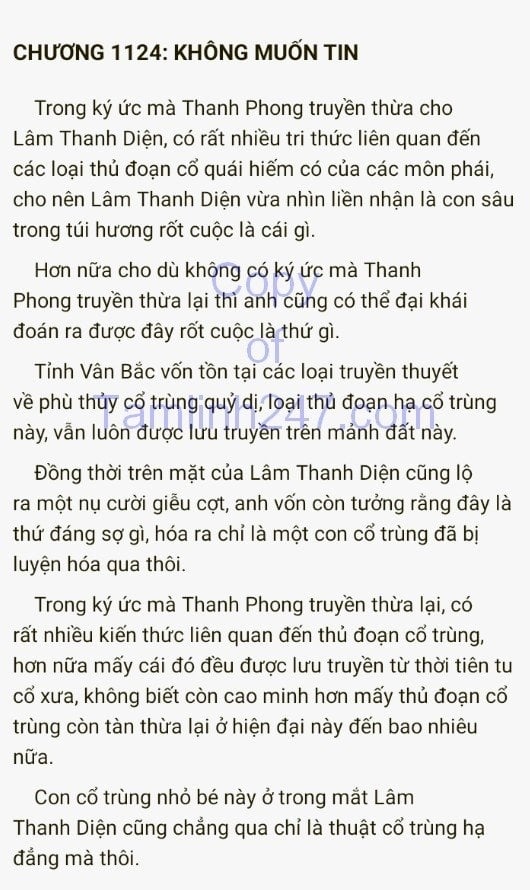 CHƯƠNG 1124: KHÔNG MUỐN TIN
Trong ký ức mà Thanh Phong truyền thừa cho
Lâm Thanh Diện, có rất nhiều tri thức liên quan đến
các loại thủ đoạn cổ quái hiếm có của các môn phái,
cho nên Lâm Thanh Diện vừa nhìn liền nhận là con sâu
trong túi hương rốt cuộc là cái gì.
Hơn nữa cho dù không có ký ức mà Thanh
Phong truyền thừa lại thì anh cũng có thể đại khái
đoán ra được đây rốt cuộc là thứ gì.
Tỉnh Vân Bắc vốn tồn tại các loại truyền thuyết
về phù thủy cổ trùng quỷ dị, loại thủ đoạn hạ cổ trùng
này, vẫn luôn được lưu truyền trên mảnh đất này.
Đồng thời trên mặt của Lâm Thanh Diện cũng lộ
ra một nụ cười giễu cợt, anh vốn còn tưởng rằng đây là
thứ đáng sợ gì, hóa ra chỉ là một con cổ trùng đã bị
luyện hóa qua thôi.
Trong ký ức mà Thanh Phong truyền thừa lại, có
rất nhiều kiến thức liên quan đến thủ đoạn cổ trùng,
hơn nữa mấy cái đó đều được lưu truyền từ thời tiên tu
cổ xưa, không biết còn cao minh hơn mấy thủ đoạn cổ
trùng còn tàn thừa lại ở hiện đại này đến bao nhiêu
nữa.
Con cổ trùng nhỏ bé này ở trong mắt Lâm
Thanh Diện cũng chẳng qua chỉ là thuật cổ trùng hạ
đẳng mà thôi.
Copy
of
Tamlinh247.com